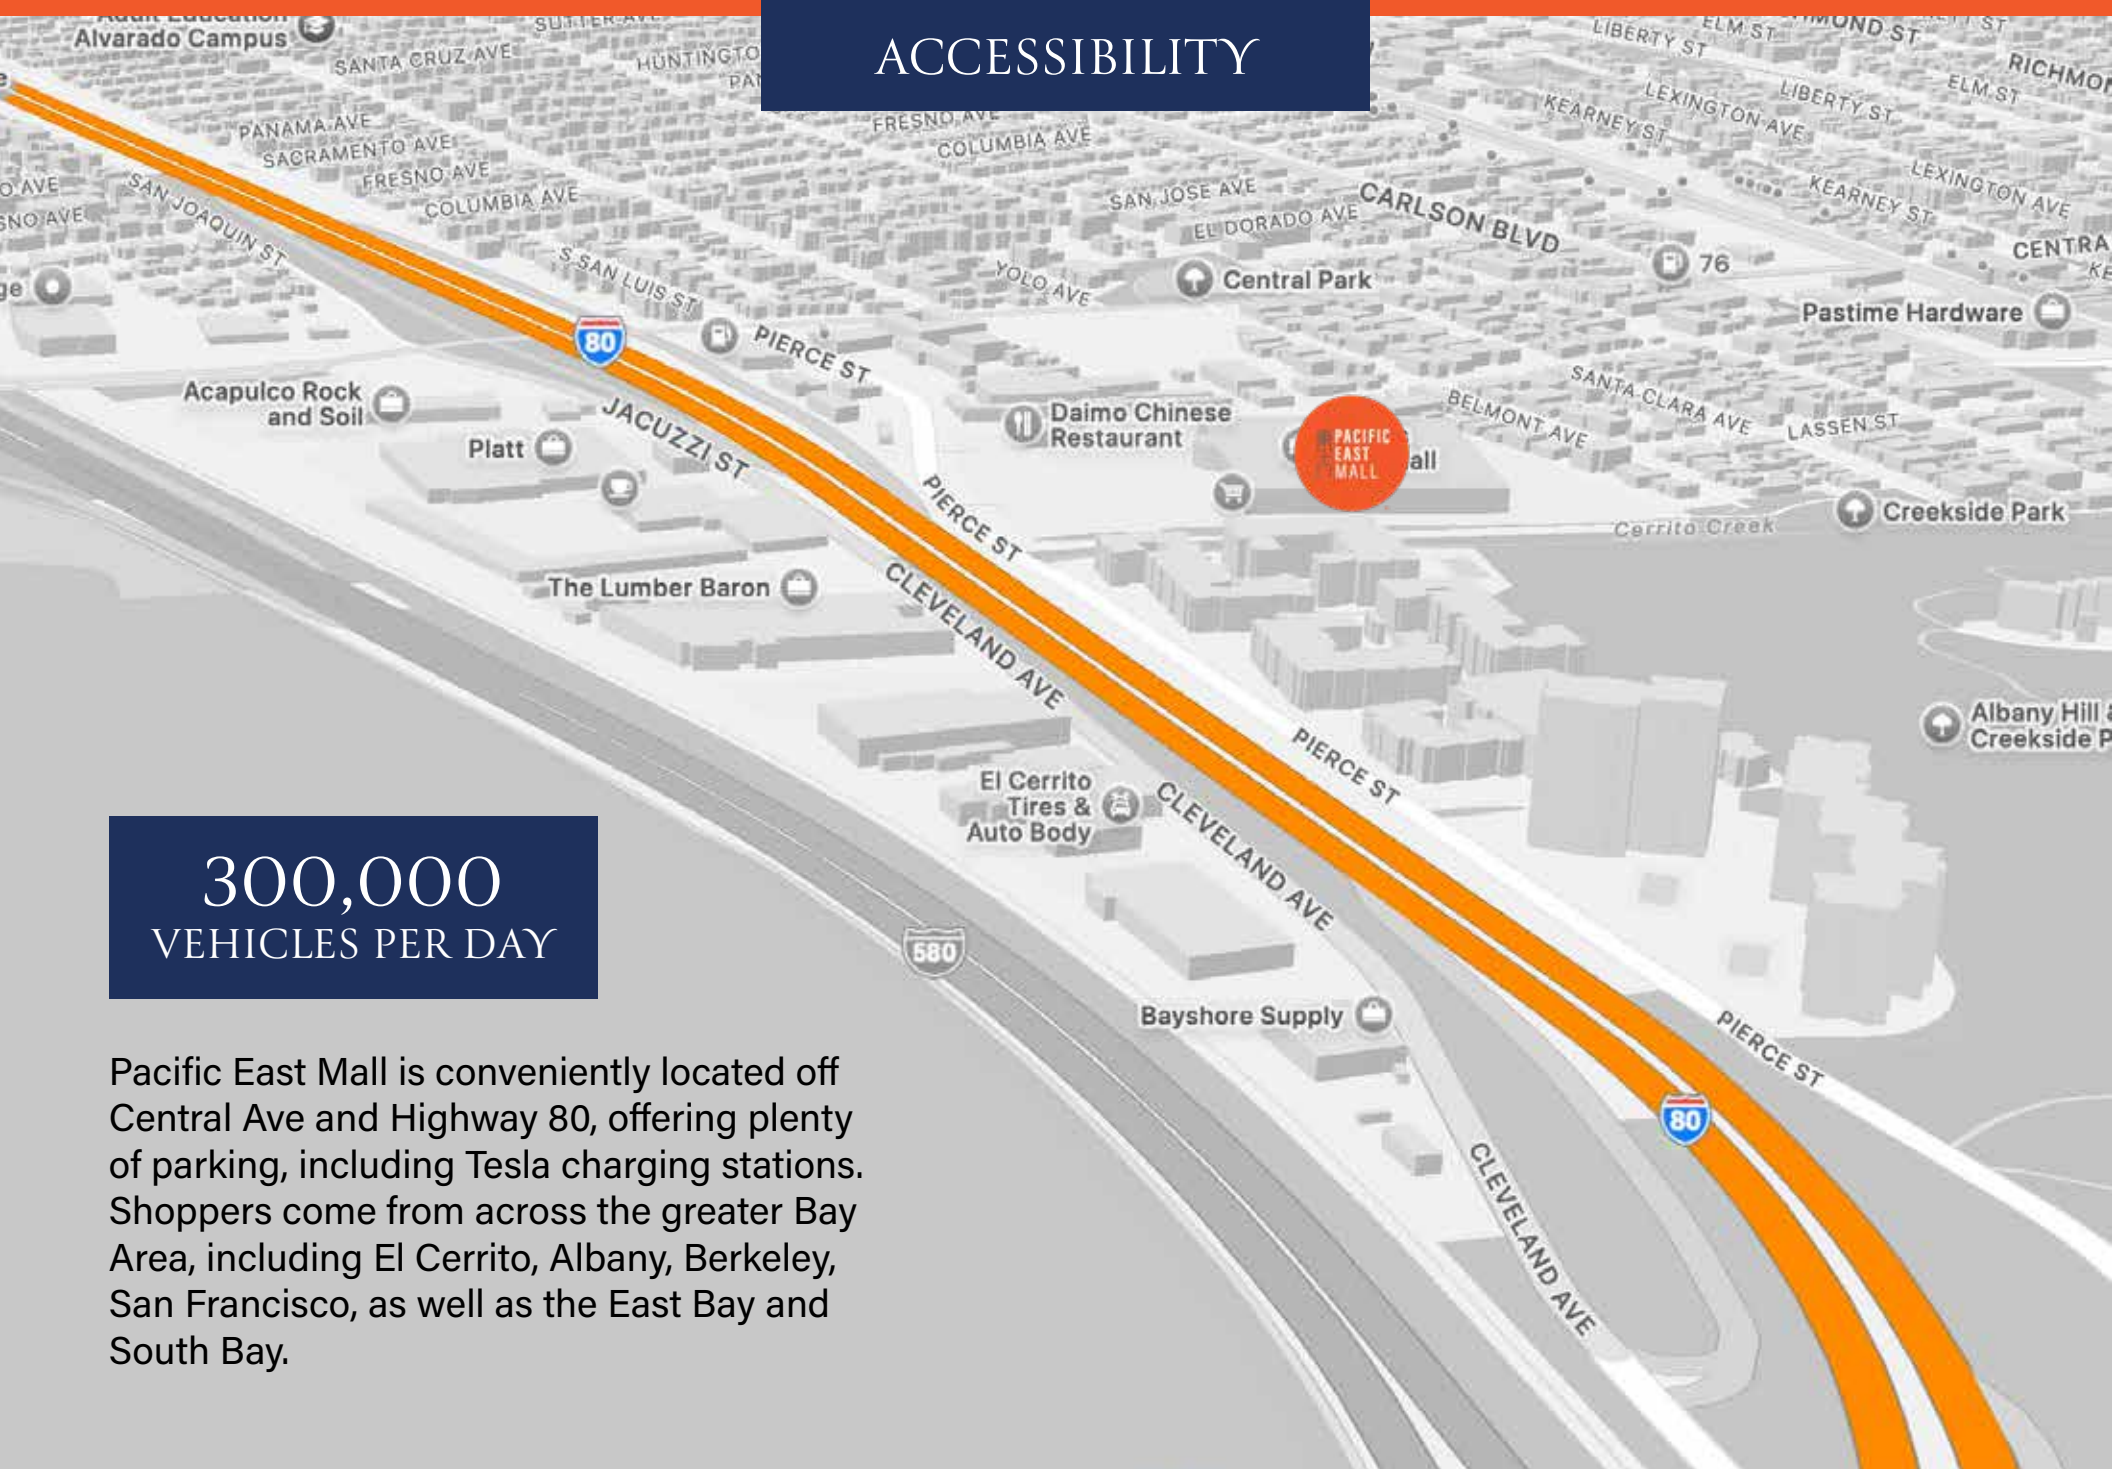 ACCESSIBILITY
Alvarado Campus
SANTA CRUZ AVE
LIBERTY ST
ELM ST
ELM ST
LEXINGTON AVE
LIBERTY ST
KEARNEY ST
PANAMA AVE
SACRAMENTO AVE
FRESNO AVE
COLUMBIA AVE
FRESNO AVE
COLUMBIA AVE
SAN JOSE AVE
EL DORADO AVE
CARLSON BLVD
LEXINGTON AVE
KEARNEY ST
SAN JOAQUIN ST
S SAN LUIS ST
YOLO AVE
Central Park
76
Pastime Hardware
80
PIERCE ST
Acapulco Rock
and Soil
Platt
JACUZZI ST
Daimo Chinese
Restaurant
PACIFIC
EAST
MALL
all
BELMONT AVE
SANTA CLARA AVE
LASSEN ST
PIERCE ST
Cerrito Creek
Creekside Park
The Lumber Baron
CLEVELAND AVE
Albany Hill
Creekside P
PIERCE ST
El Cerrito
Tires &
Auto Body
CLEVELAND AVE
300,000
VEHICLES PER DAY
580
Bayshore Supply
PIERCE ST
80
CLEVELAND AVE
Pacific East Mall is conveniently located off
Central Ave and Highway 80, offering plenty
of parking, including Tesla charging stations.
Shoppers come from across the greater Bay
Area, including El Cerrito, Albany, Berkeley,
San Francisco, as well as the East Bay and
South Bay.